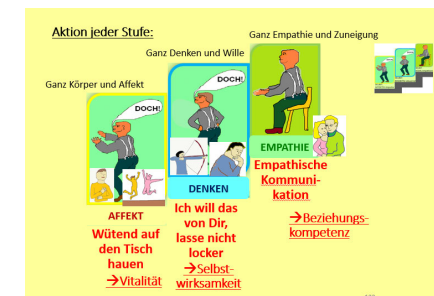 Aktion jeder Stufe:
Ganz Empathie und Zuneigung
Ganz Denken und Wille
Ganz Körper und Affekt
DOCH!
DOCH!
EMPATHIE
Empathische
Kommuni-
kation
→Beziehungs-
kompetenz
DENKEN
Ich will das
von Dir,
lasse nicht
locker
→Selbst-
wirksamkeit
AFFEKT
Wütend auf
den Tisch
hauen
→Vitalität